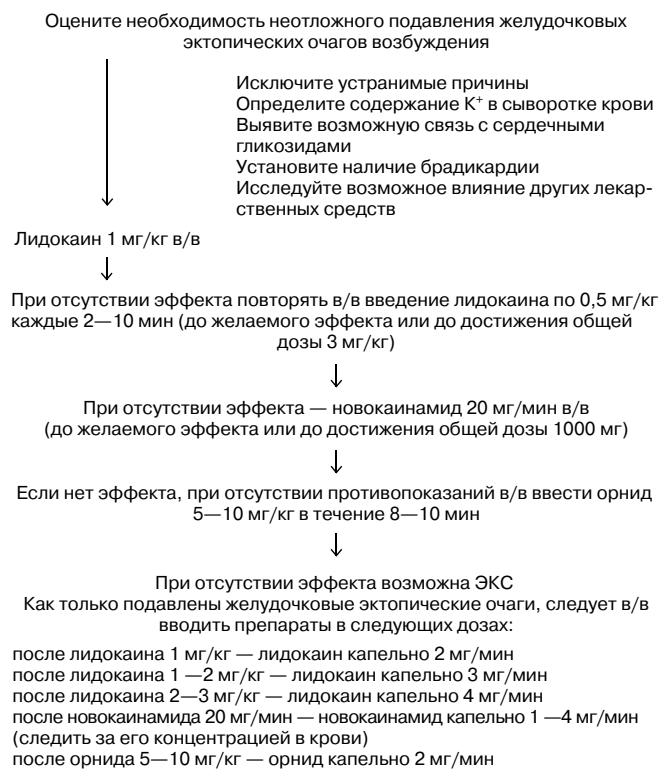 Оцените необходимость неотложного подавления желудочковых
эктопических очагов возбуждения
Исключите устранимые причины
Определите содержание K⁺ в сыворотке крови
Выявите возможную связь с сердечными
гликозидами
Установите наличие брадикардии
Исследуйте возможное влияние других лекар-
ственных средств
Лидокаин 1 мг/кг в/в
При отсутствии эффекта повторять в/в введение лидокаина по 0,5 мг/кг
каждые 2—10 мин (до желаемого эффекта или до достижения общей
дозы 3 мг/кг)
При отсутствии эффекта — новокаинамид 20 мг/мин в/в
(до желаемого эффекта или до достижения общей дозы 1000 мг)
Если нет эффекта, при отсутствии противопоказаний в/в ввести орнид
5—10 мг/кг в течение 8—10 мин
При отсутствии эффекта возможна ЭКС
Как только подавлены желудочковые эктопические очаги, следует в/в
вводить препараты в следующих дозах:
после лидокаина 1 мг/кг — лидокаин капельно 2 мг/мин
после лидокаина 1 —2 мг/кг — лидокаин капельно 3 мг/мин
после лидокаина 2—3 мг/кг — лидокаин капельно 4 мг/мин
после новокаинамида 20 мг/мин — новокаинамид капельно 1 —4 мг/мин
(следить за его концентрацией в крови)
после орнида 5—10 мг/кг — орнид капельно 2 мг/мин